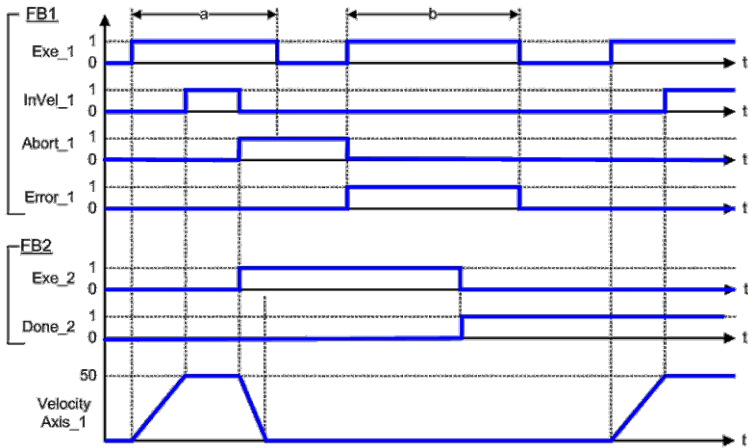 FB1
a
b
1
Exe_1
0
t
1
InVel_1
0
t
1
Abort_1
0
t
1
Error_1
0
t
FB2
1
Exe_2
0
t
1
Done_2
0
t
50
Velocity
Axis_1
0
t